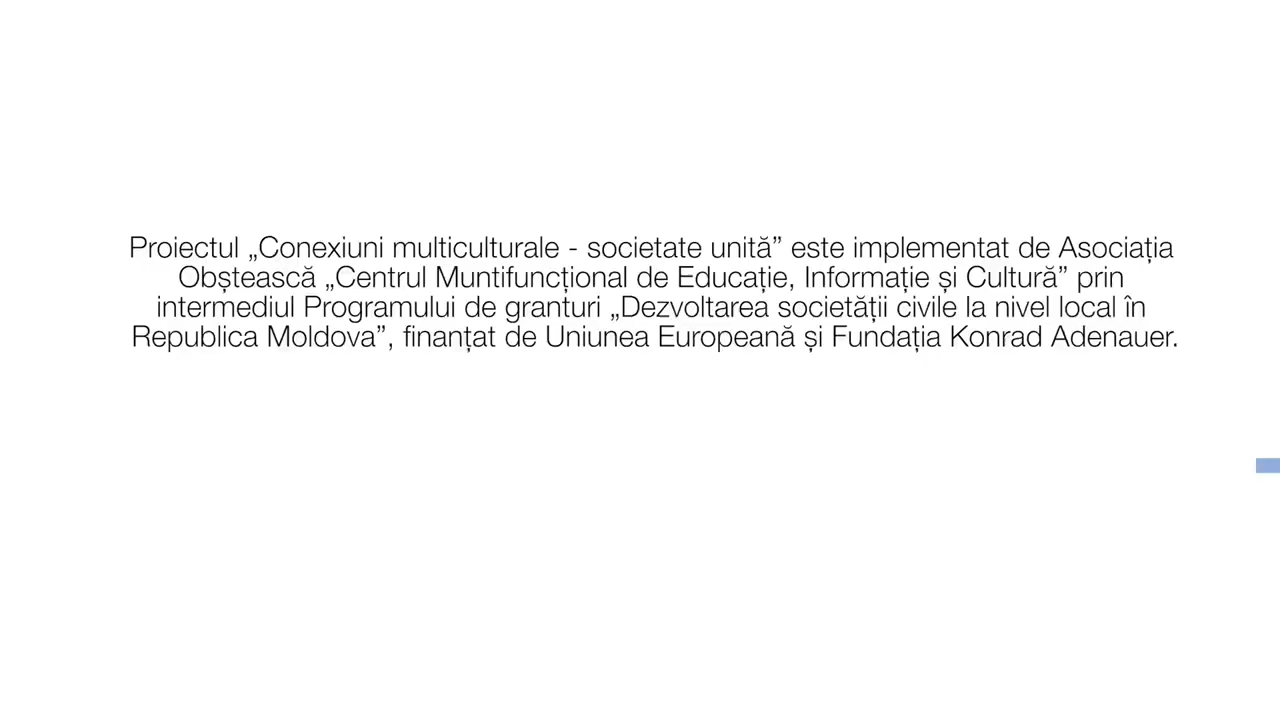 Proiectul „Conexiuni multiculturale - societate unită” este implementat de Asociația
Obștească „Centrul Muntifuncțional de Educație, Informație și Cultură” prin
intermediul Programului de granturi „Dezvoltarea societății civile la nivel local în
Republica Moldova”, finanțat de Uniunea Europeană și Fundația Konrad Adenauer.